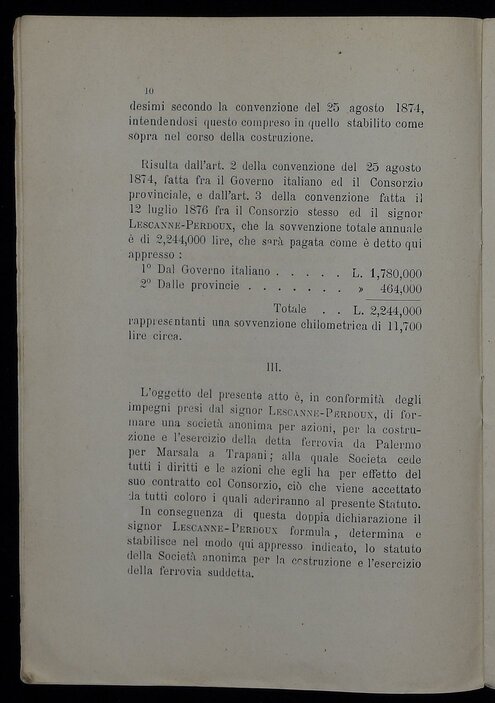 10
desimi secondo la convenzione del 25 agosto 1874,
intendendosi questo compreso in quello stabilito come
sopra nel corso della costruzione.
Risulta dall'art. 2 della convenzione del 25 agosto
1874, fatta fra il Governo italiano ed il Consorzio
provinciale, e dall'art. 3 della convenzione fatta il
12 luglio 1876 fra il Consorzio stesso ed il signor
LESCANNE-PERDOUX, che la sovvenzione totale annuale
è di 2,244,000 lire, che sarà pagata come è detto qui
appresso :
1° Dal Governo italiano . . . . . L. 1,780,000
2° Dalle provincie . . . . . . . » 464,000
Totale . . L. 2,244,000
rappresentanti una sovvenzione chilometrica di 11,700
lire circa.
III.
L'oggetto del presente atto è, in conformità degli
impegni presi dal signor LESCANNE-PERDOUX, di for-
mare una società anonima per azioni, per la costru-
zione e l'esercizio della detta ferrovia da Palermo
per Marsala a Trapani; alla quale Societa cede
tutti i diritti e le azioni che egli ha per effetto del
suo contratto col Consorzio, ciò che viene accettato
da tutti coloro i quali aderiranno al presente Statuto.
In conseguenza di questa doppia dichiarazione il
signor LESCANNE-PERDOUX formula, determina e
stabilisce nel modo qui appresso indicato, lo statuto
della Società anonima per la costruzione e l'esercizio
della ferrovia suddetta.